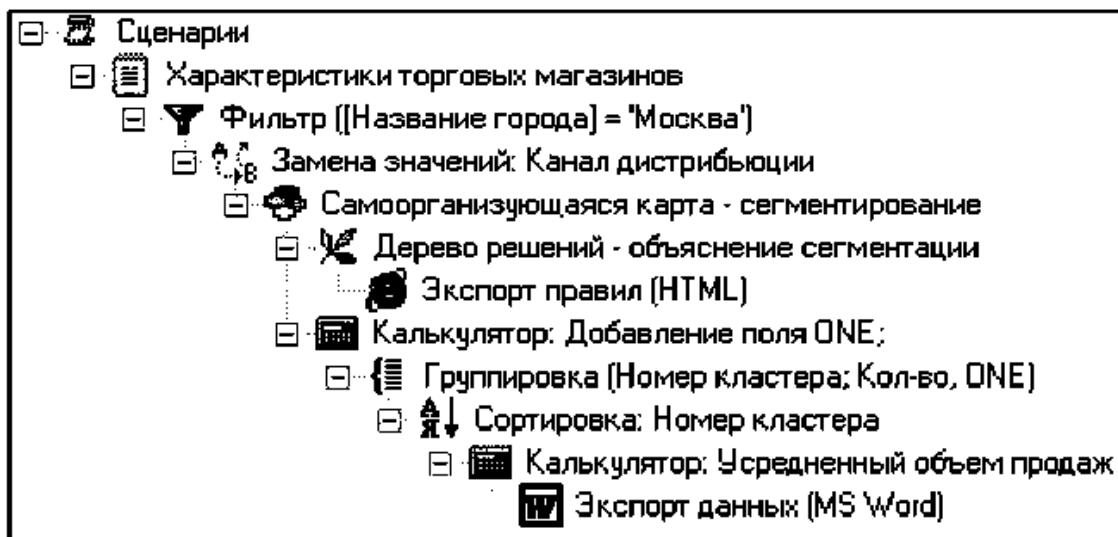 Сценарии
Характеристики торговых магазинов
Фильтр ([Название города] = 'Москва')
Замена значений: Канал дистрибьюции
Самоорганизующаяся карта - сегментирование
Дерево решений - объяснение сегментации
Экспорт правил (HTML)
Калькулятор: Добавление поля ONE;
Группировка (Номер кластера; Кол-во, ONE)
Сортировка: Номер кластера
Калькулятор: Усредненный объем продаж
Экспорт данных (MS Word)